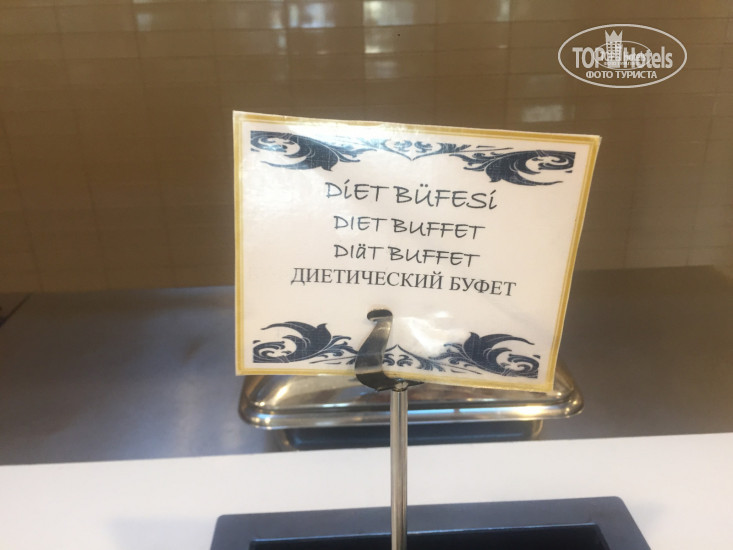 TOP Hotels
ФОТО ТУРИСТА
DİET BÜFESİ
DIET BUFFET
DIäT BUFFET
ДИЕТИЧЕСКИЙ БУФЕТ